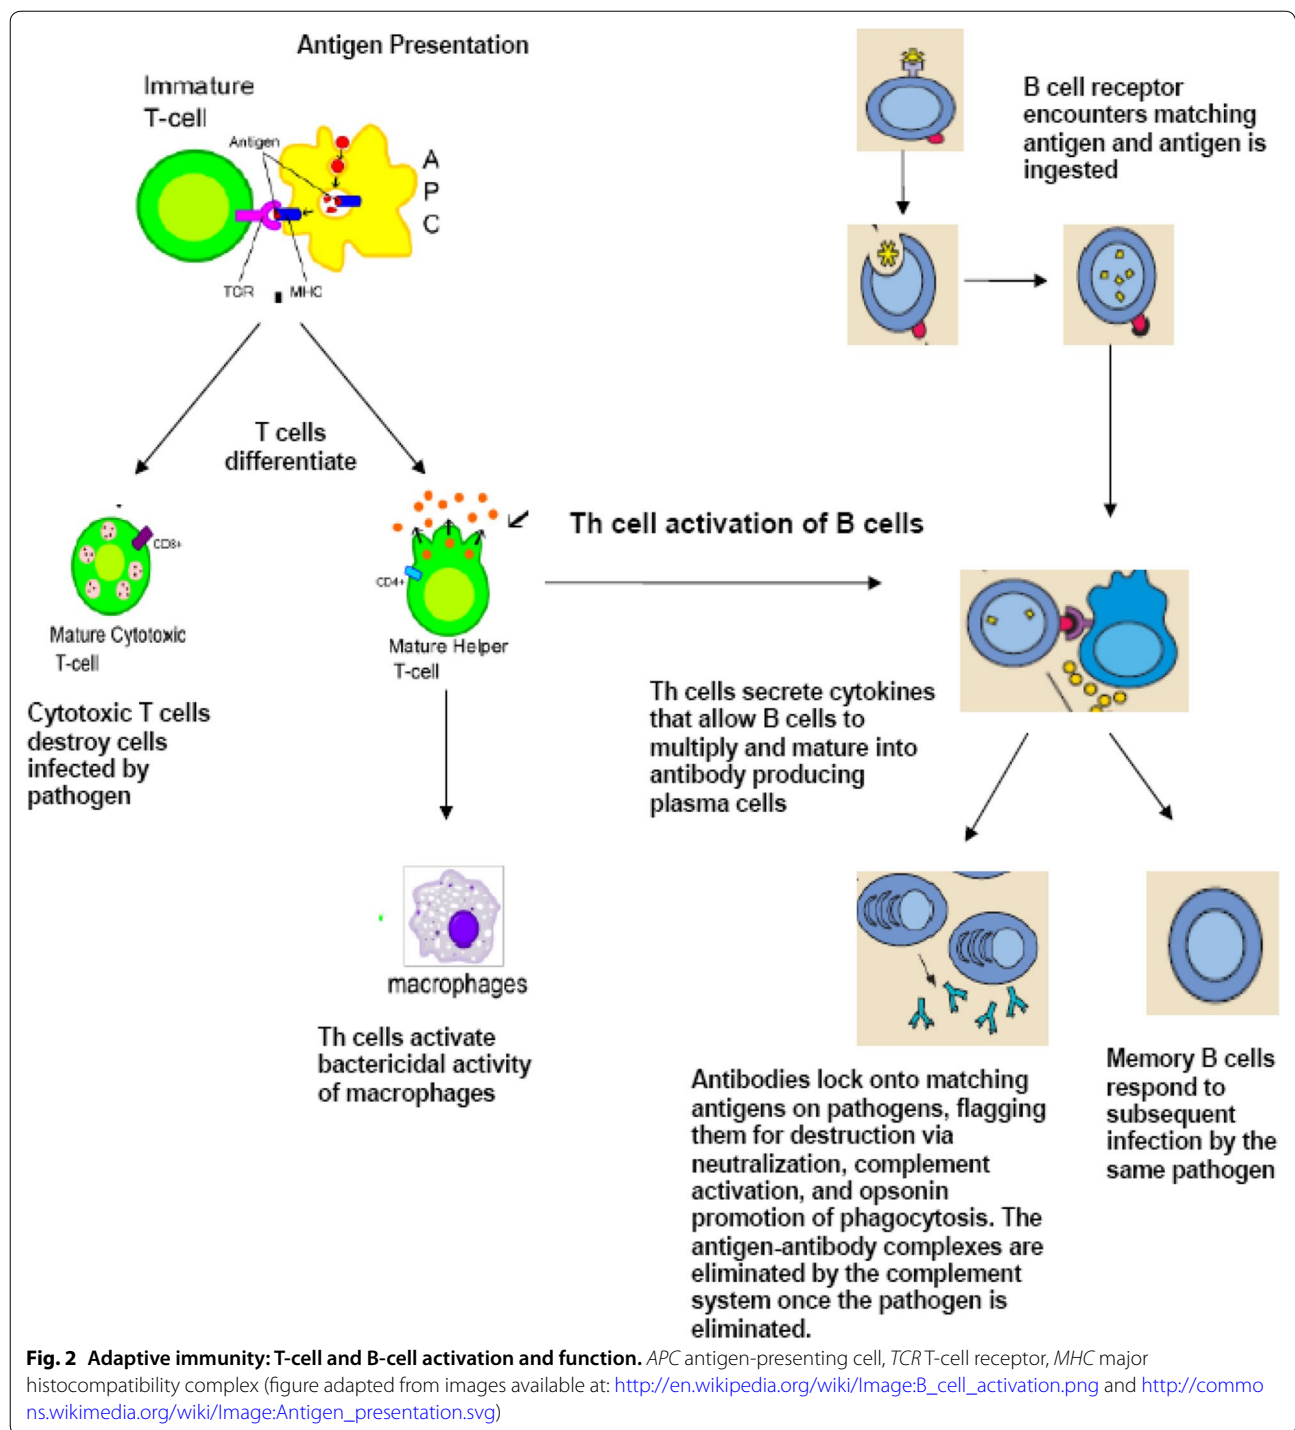 Antigen Presentation
Immature
T-cell
Antigen
A
P
C
TCR
MHC
T cells
differentiate
CD8+
Mature Cytotoxic
T-cell
Cytotoxic T cells
destroy cells
infected by
pathogen
CD4+
Mature Helper
T-cell
macrophages
Th cells activate
bactericidal activity
of macrophages
B cell receptor
encounters matching
antigen and antigen is
ingested
Th cell activation of B cells
Th cells secrete cytokines
that allow B cells to
multiply and mature into
antibody producing
plasma cells
Antibodies lock onto matching
antigens on pathogens, flagging
them for destruction via
neutralization, complement
activation, and opsonin
promotion of phagocytosis. The
antigen-antibody complexes are
eliminated by the complement
system once the pathogen is
eliminated.
Memory B cells
respond to
subsequent
infection by the
same pathogen
Fig. 2 Adaptive immunity: T-cell and B-cell activation and function. APC antigen-presenting cell, TCR T-cell receptor, MHC major
histocompatibility complex (figure adapted from images available at: http://en.wikipedia.org/wiki/Image:B_cell_activation.png and http://commo
ns.wikimedia.org/wiki/Image:Antigen_presentation.svg)